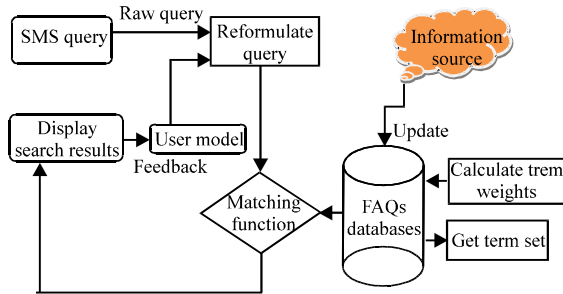 Raw query
SMS query
Reformulate
query
Information
source
Display
search results
User model
Feedback
Update
Matching
function
FAQs
databases
Calculate trem
weights
Get term set